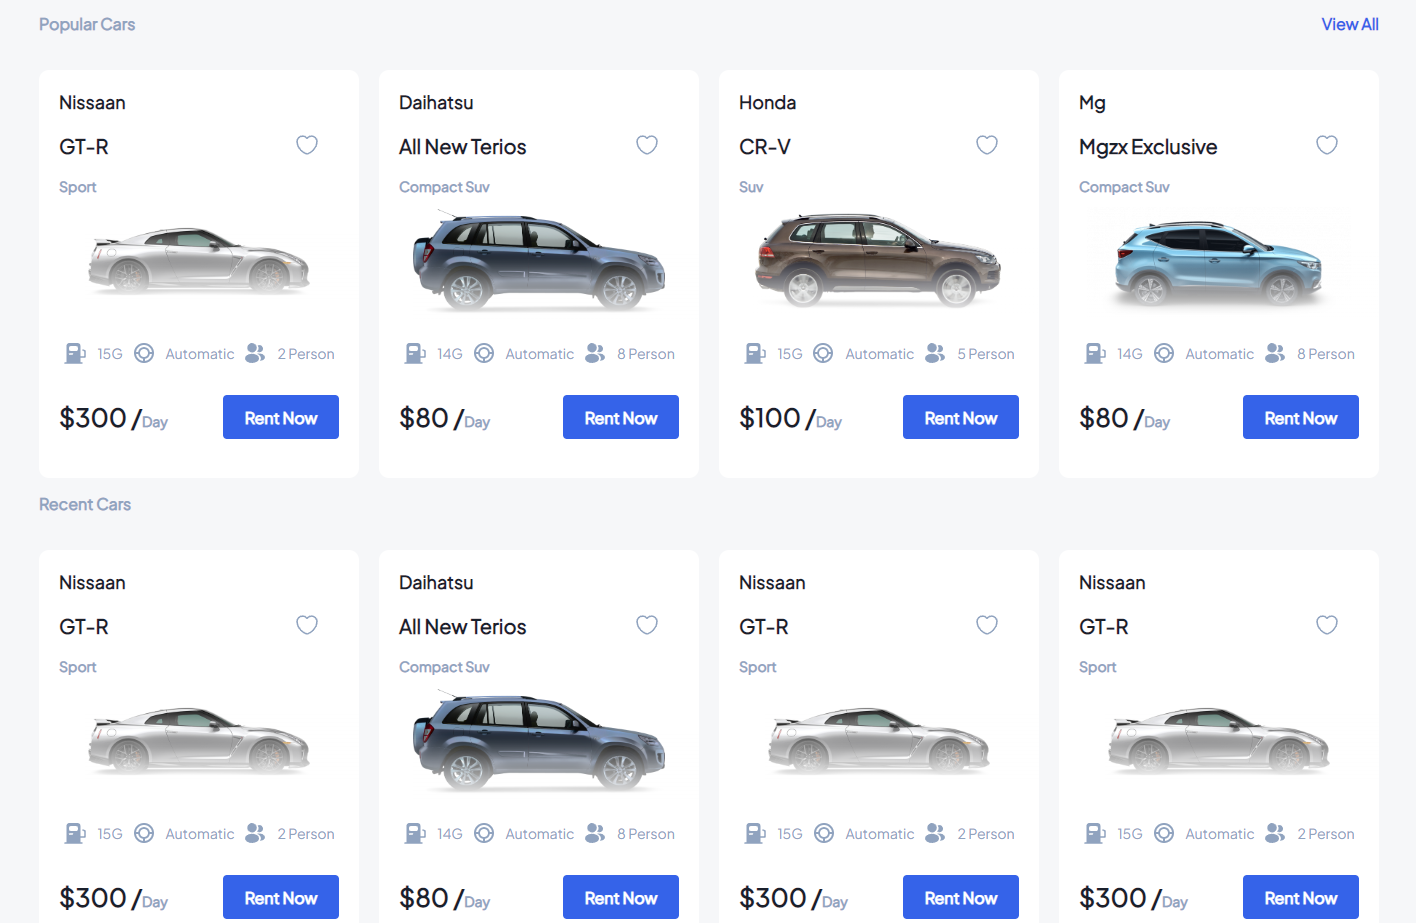 Popular Cars
View All
Nissaan
GT-R
Sport
15G Automatic 2 Person
$300 /Day
Rent Now
Daihatsu
All New Terios
Compact Suv
14G Automatic 8 Person
$80 /Day
Rent Now
Honda
CR-V
Suv
15G Automatic 5 Person
$100 /Day
Rent Now
Mg
Mgzx Exclusive
Compact Suv
14G Automatic 8 Person
$80 /Day
Rent Now
Recent Cars
Nissaan
GT-R
Sport
15G Automatic 2 Person
$300 /Day
Rent Now
Daihatsu
All New Terios
Compact Suv
14G Automatic 8 Person
$80 /Day
Rent Now
Nissaan
GT-R
Sport
15G Automatic 2 Person
$300 /Day
Rent Now
Nissaan
GT-R
Sport
15G Automatic 2 Person
$300 /Day
Rent Now